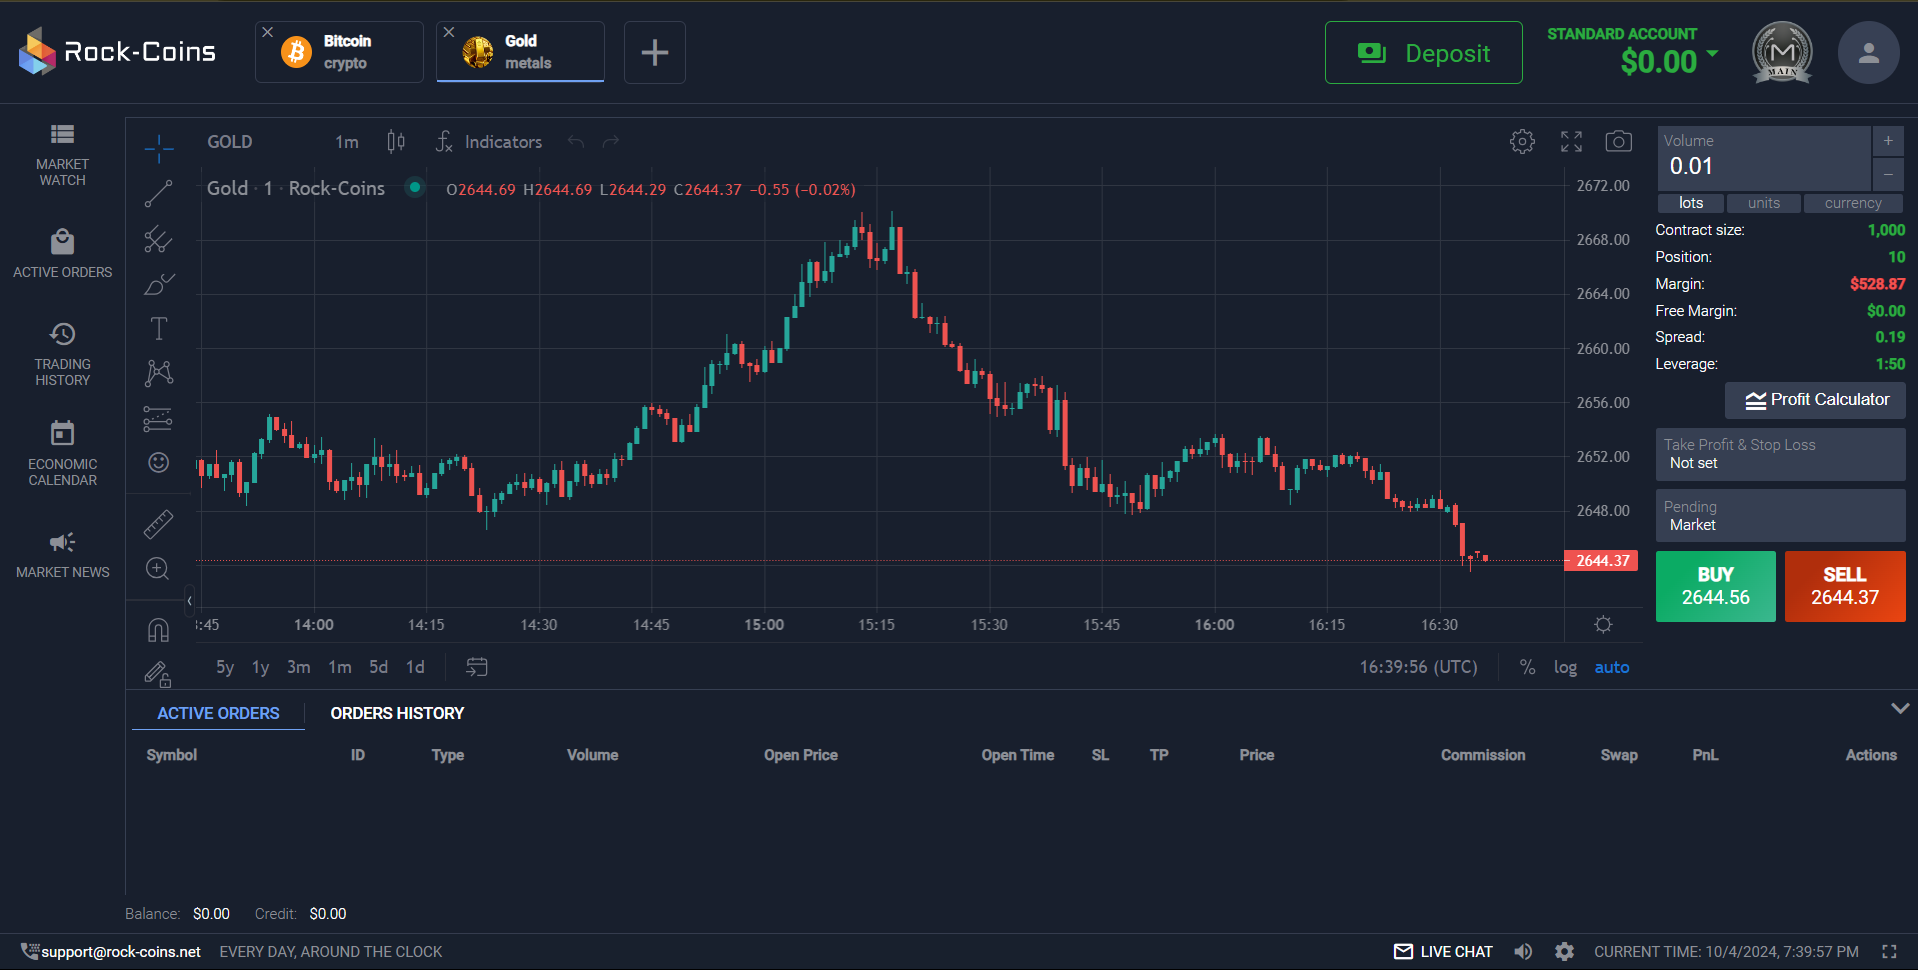 Rock-Coins
Bitcoin
crypto
Gold
metals
Deposit
STANDARD ACCOUNT
$0.00
M
MAIN
MARKET
WATCH
ACTIVE ORDERS
TRADING
HISTORY
ECONOMIC
CALENDAR
MARKET NEWS
GOLD 1m Indicators
Gold · 1 · Rock-Coins O2644.69 H2644.69 L2644.29 C2644.37 −0.55 (−0.02%)
2672.00
2668.00
2664.00
2660.00
2656.00
2652.00
2648.00
2644.37
:45 14:00 14:15 14:30 14:45 15:00 15:15 15:30 15:45 16:00 16:15 16:30
5y 1y 3m 1m 5d 1d 16:39:56 (UTC) % log auto
Volume
0.01
+
−
lots units currency
Contract size: 1,000
Position: 10
Margin: $528.87
Free Margin: $0.00
Spread: 0.19
Leverage: 1:50
Profit Calculator
Take Profit & Stop Loss
Not set
Pending
Market
BUY
2644.56
SELL
2644.37
ACTIVE ORDERS ORDERS HISTORY
Symbol ID Type Volume Open Price Open Time SL TP Price Commission Swap PnL Actions
Balance: $0.00 Credit: $0.00
support@rock-coins.net EVERY DAY, AROUND THE CLOCK LIVE CHAT CURRENT TIME: 10/4/2024, 7:39:57 PM